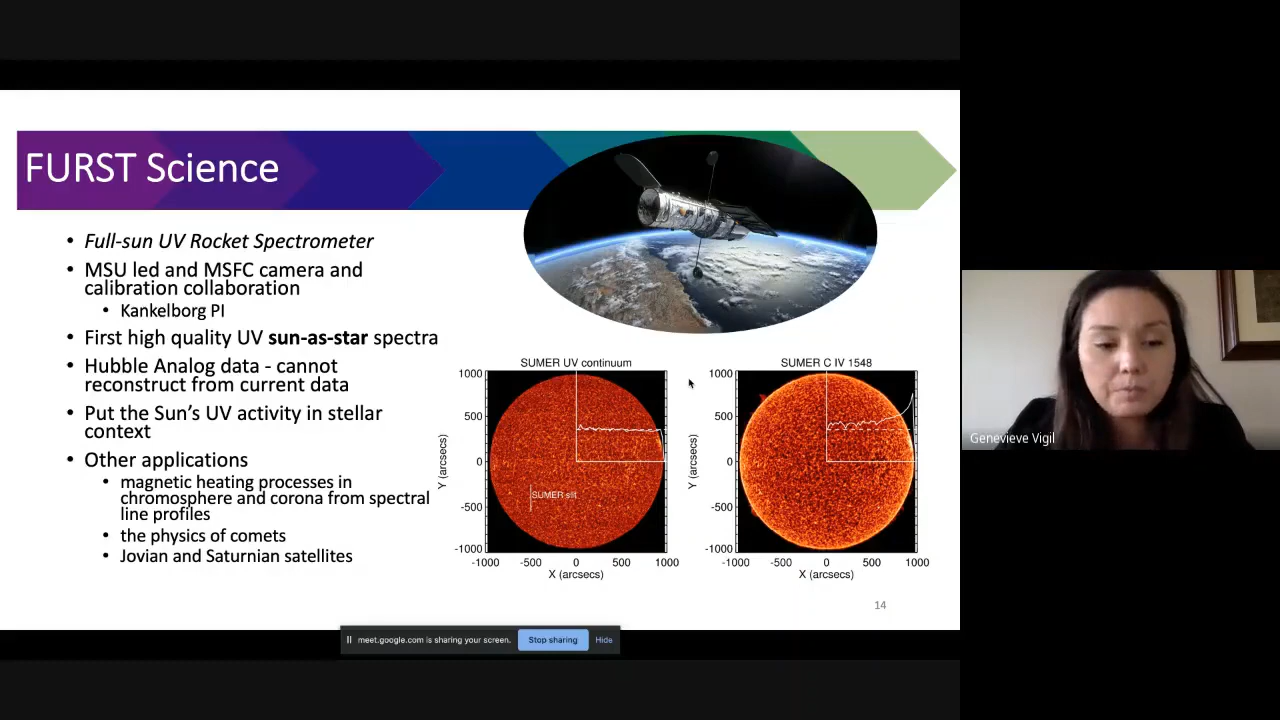 FURST Science
• Full-sun UV Rocket Spectrometer
• MSU led and MSFC camera and
calibration collaboration
• Kankelborg PI
• First high quality UV sun-as-star spectra
• Hubble Analog data - cannot
reconstruct from current data
• Put the Sun's UV activity in stellar
context
• Other applications
• magnetic heating processes in
chromosphere and corona from spectral
line profiles
• the physics of comets
• Jovian and Saturnian satellites
SUMER UV continuum
1000
500
0
-500
-1000
Y (arcsecs)
SUMER slit
-1000 -500 0 500 1000
X (arcsecs)
SUMER C IV 1548
1000
500
0
-500
-1000
Y (arcsecs)
-1000 -500 0 500 1000
X (arcsecs)
14
Genevieve Vigil
meet.google.com is sharing your screen. Stop sharing Hide